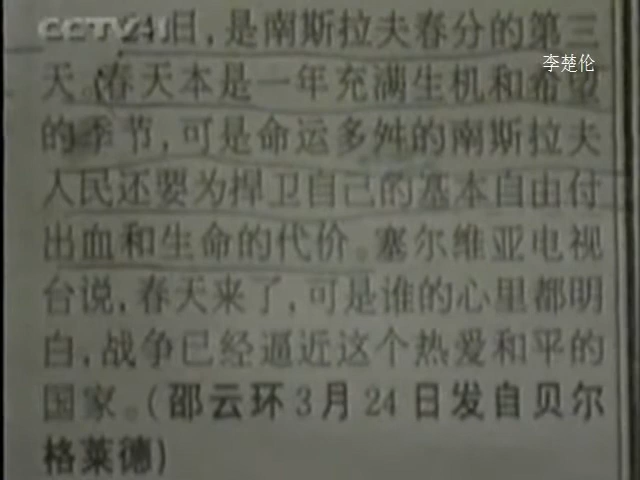 CCTV 1
24日，是南斯拉夫春分的第三
李楚伦
天。春天本是一年充满生机和希望
的季节，可是命运多舛的南斯拉夫
人民还要为捍卫自己的基本自由付
出血和生命的代价。塞尔维亚电视
台说，春天来了，可是谁的心里都明
白，战争已经逼近这个热爱和平的
国家。(邵云环3月24日发自贝尔
格莱德)